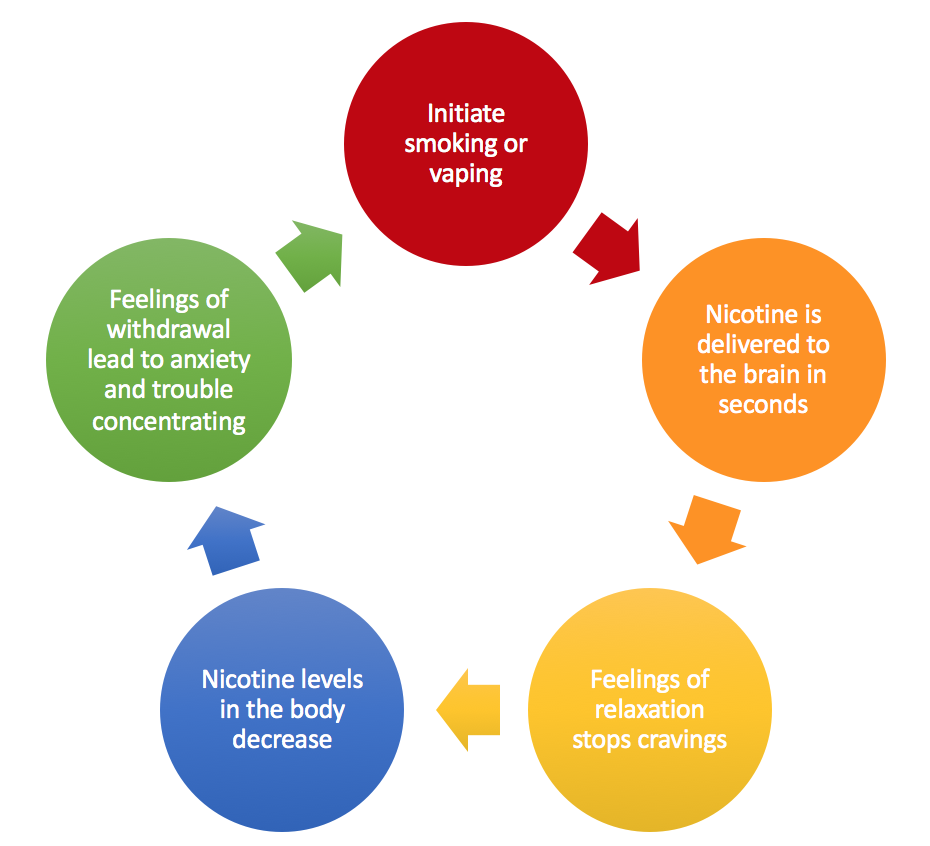 Initiate
smoking or
vaping
Nicotine is
delivered to
the brain in
seconds
Feelings of
relaxation
stops cravings
Nicotine levels
in the body
decrease
Feelings of
withdrawal
lead to anxiety
and trouble
concentrating